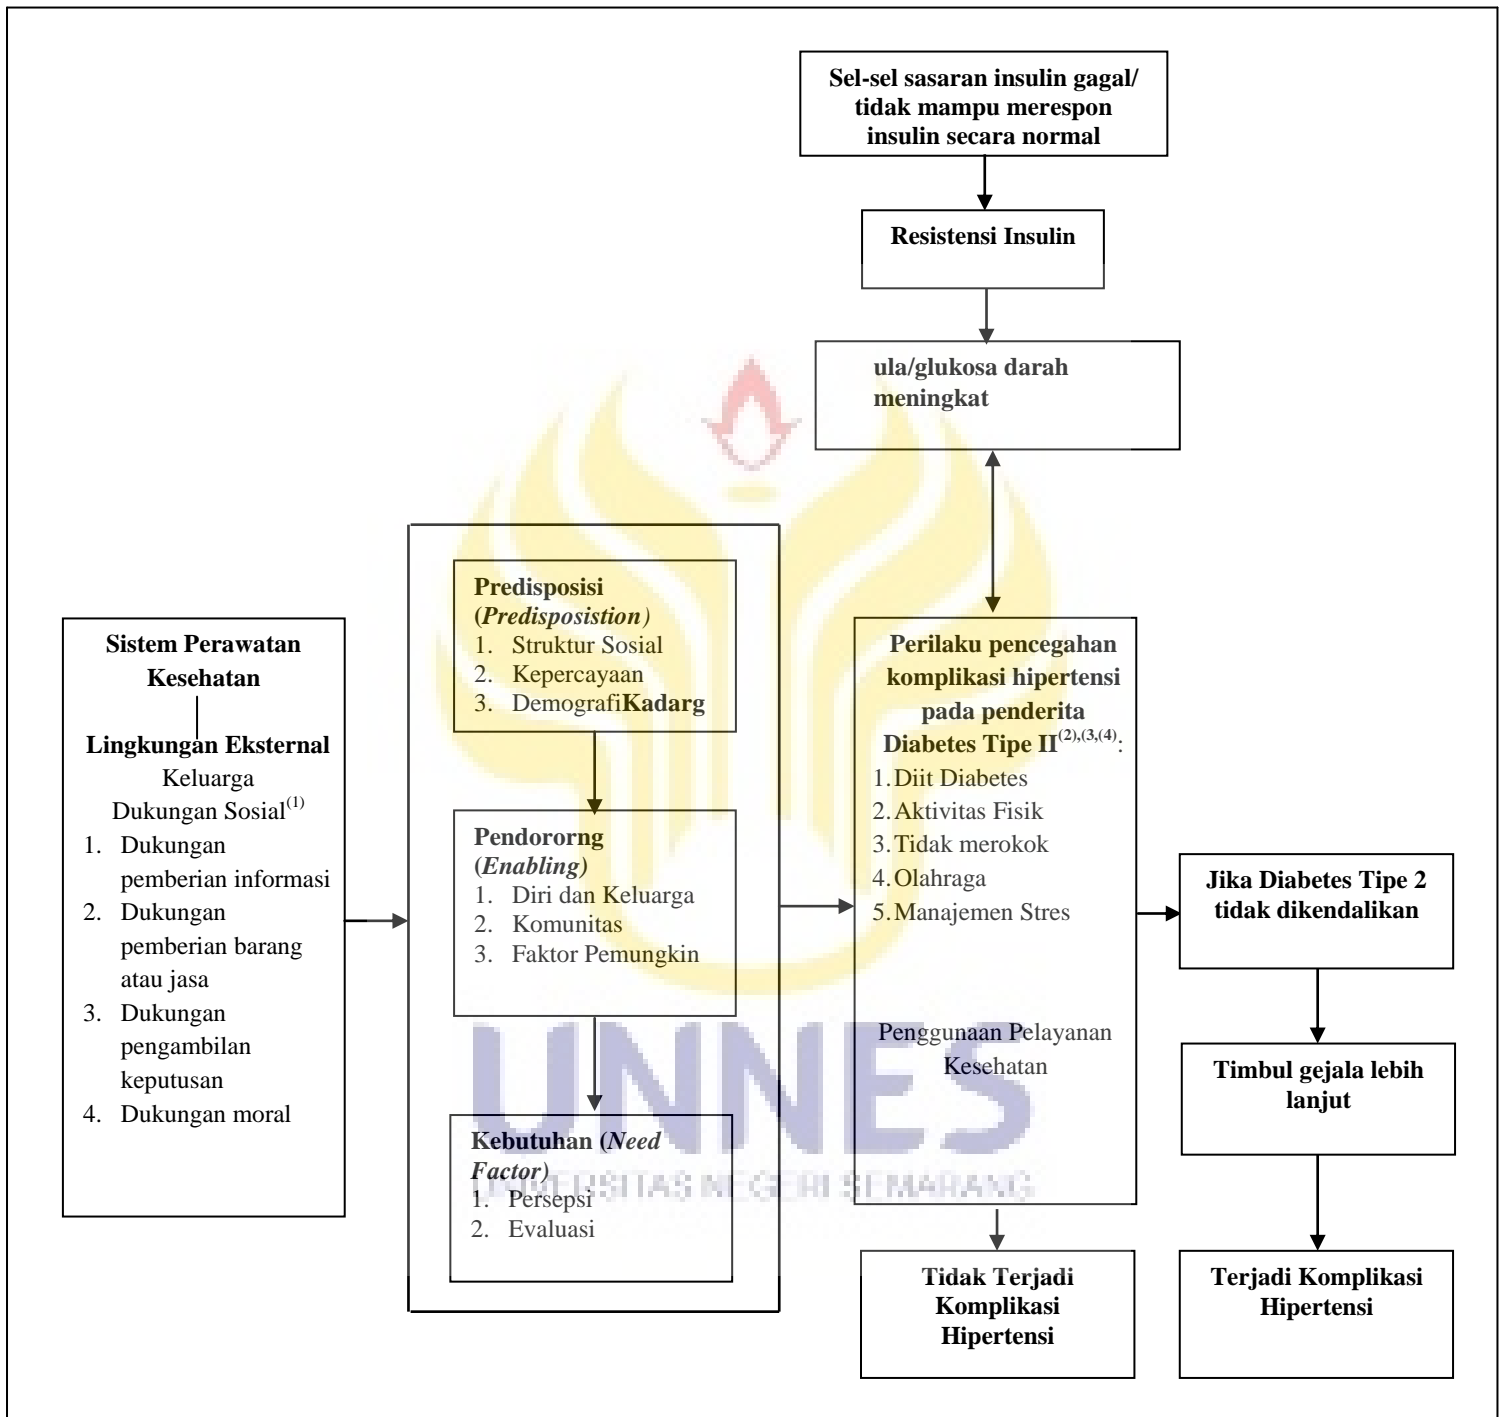 Sel-sel sasaran insulin gagal/
tidak mampu merespon
insulin secara normal
Resistensi Insulin
ula/glukosa darah
meningkat
Sistem Perawatan
Kesehatan
Lingkungan Eksternal
Keluarga
Dukungan Sosial(1)
1. Dukungan
pemberian informasi
2. Dukungan
pemberian barang
atau jasa
3. Dukungan
pengambilan
keputusan
4. Dukungan moral
Predisposisi
(Predisposistion)
1. Struktur Sosial
2. Kepercayaan
3. DemografiKadarg
Pendororng
(Enabling)
1. Diri dan Keluarga
2. Komunitas
3. Faktor Pemungkin
Kebutuhan (Need
Factor)
1. Persepsi
2. Evaluasi
Perilaku pencegahan
komplikasi hipertensi
pada penderita
Diabetes Tipe II(2),(3,(4):
1. Diit Diabetes
2. Aktivitas Fisik
3. Tidak merokok
4. Olahraga
5. Manajemen Stres
Penggunaan Pelayanan
Kesehatan
Tidak Terjadi
Komplikasi
Hipertensi
Jika Diabetes Tipe 2
tidak dikendalikan
Timbul gejala lebih
lanjut
Terjadi Komplikasi
Hipertensi
UNNES
UNIVERSITAS NEGERI SEMARANG